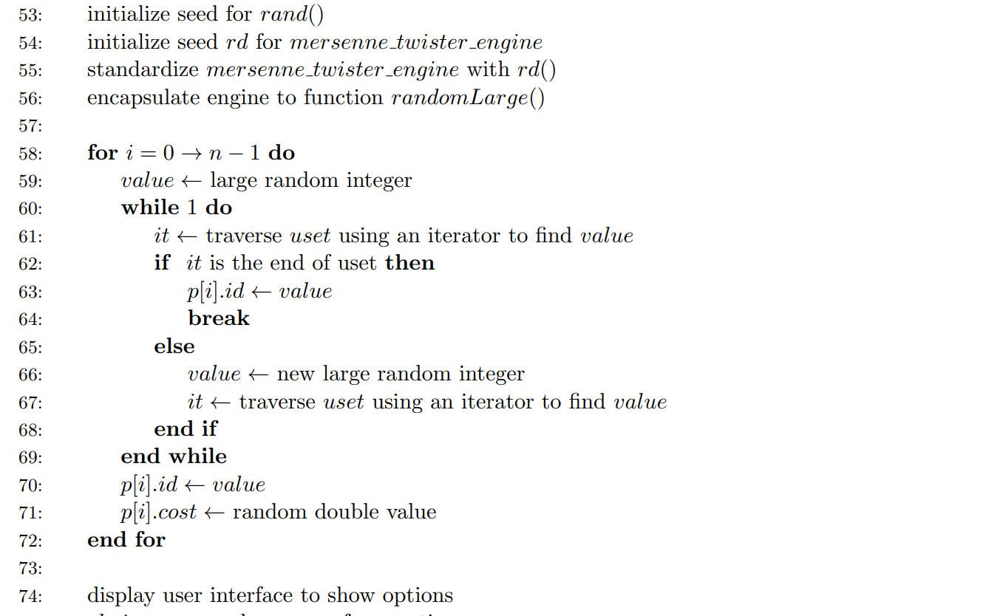 53: initialize seed for rand()
54: initialize seed rd for mersenne_twister_engine
55: standardize mersenne_twister_engine with rd()
56: encapsulate engine to function randomLarge()
57:
58: for i = 0 → n − 1 do
59: value ← large random integer
60: while 1 do
61: it ← traverse uset using an iterator to find value
62: if it is the end of uset then
63: p[i].id ← value
64: break
65: else
66: value ← new large random integer
67: it ← traverse uset using an iterator to find value
68: end if
69: end while
70: p[i].id ← value
71: p[i].cost ← random double value
72: end for
73:
74: display user interface to show options